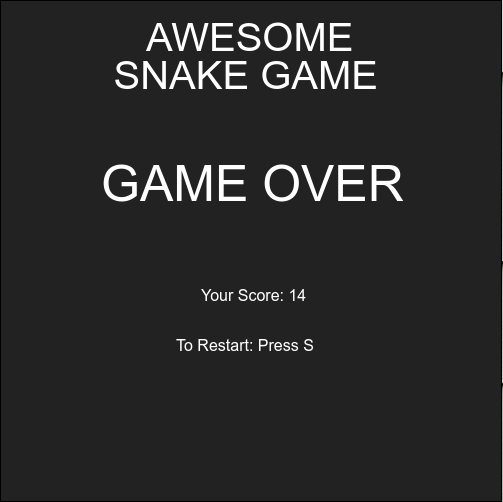 AWESOME
SNAKE GAME
GAME OVER
Your Score: 14
To Restart: Press S